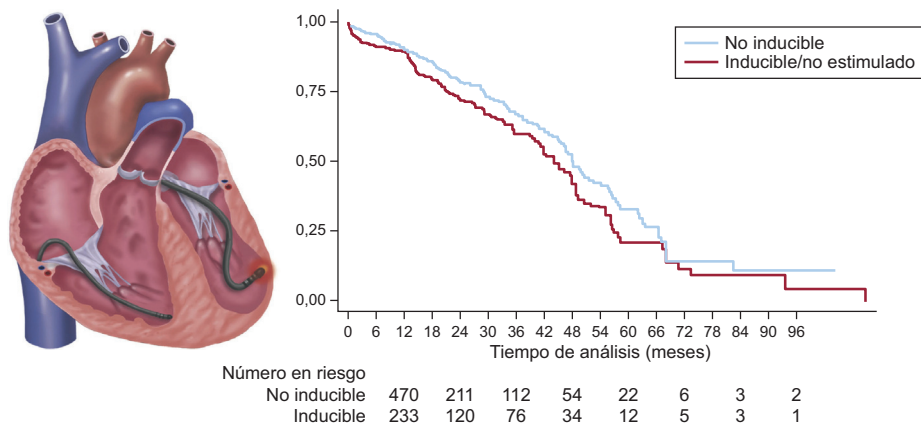 1,00
0,75
0,50
0,25
0,00
No inducible
Inducible/no estimulado
0 6 12 18 24 30 36 42 48 54 60 66 72 78 84 90 96
Tiempo de análisis (meses)
Número en riesgo
No inducible 470 211 112 54 22 6 3 2
Inducible 233 120 76 34 12 5 3 1